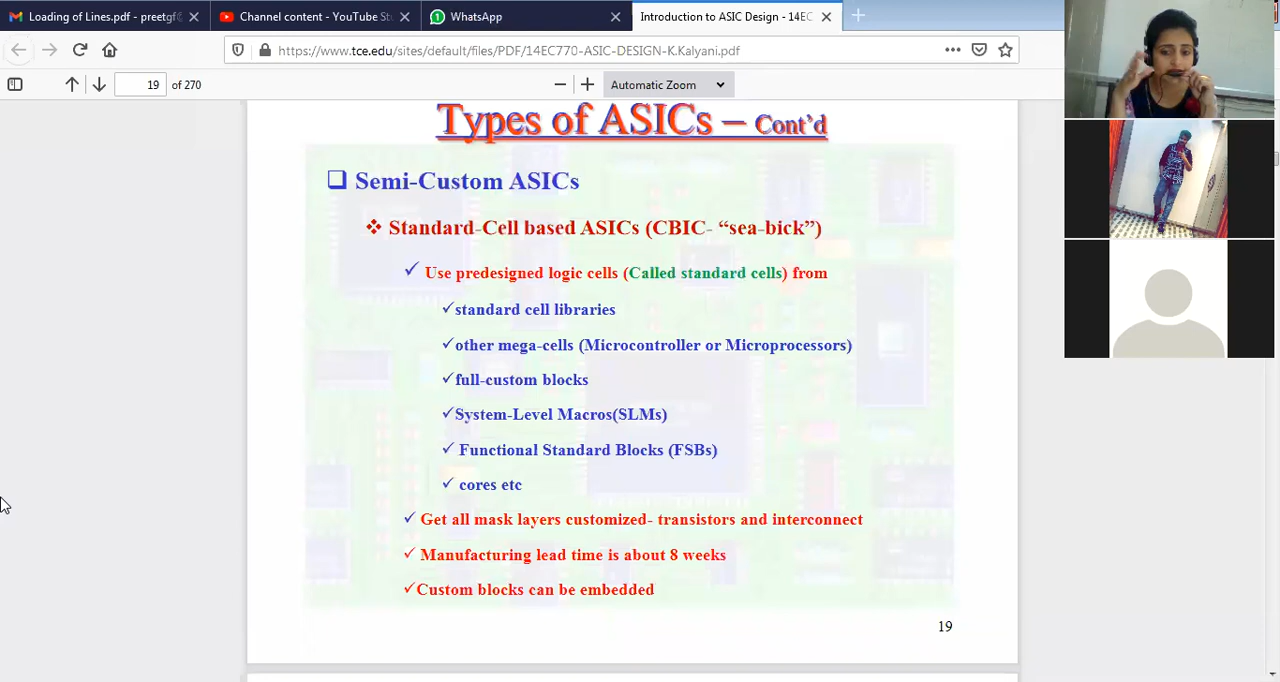 Loading of Lines.pdf - preetgf@
Channel content - YouTube St
WhatsApp
Introduction to ASIC Design - 14EC
https://www.tce.edu/sites/default/files/PDF/14EC770-ASIC-DESIGN-K.Kalyani.pdf
19 of 270
Automatic Zoom
Types of ASICs – Cont'd
Semi-Custom ASICs
Standard-Cell based ASICs (CBIC- “sea-bick”)
Use predesigned logic cells (Called standard cells) from
standard cell libraries
other mega-cells (Microcontroller or Microprocessors)
full-custom blocks
System-Level Macros(SLMs)
Functional Standard Blocks (FSBs)
cores etc
Get all mask layers customized- transistors and interconnect
Manufacturing lead time is about 8 weeks
Custom blocks can be embedded
19